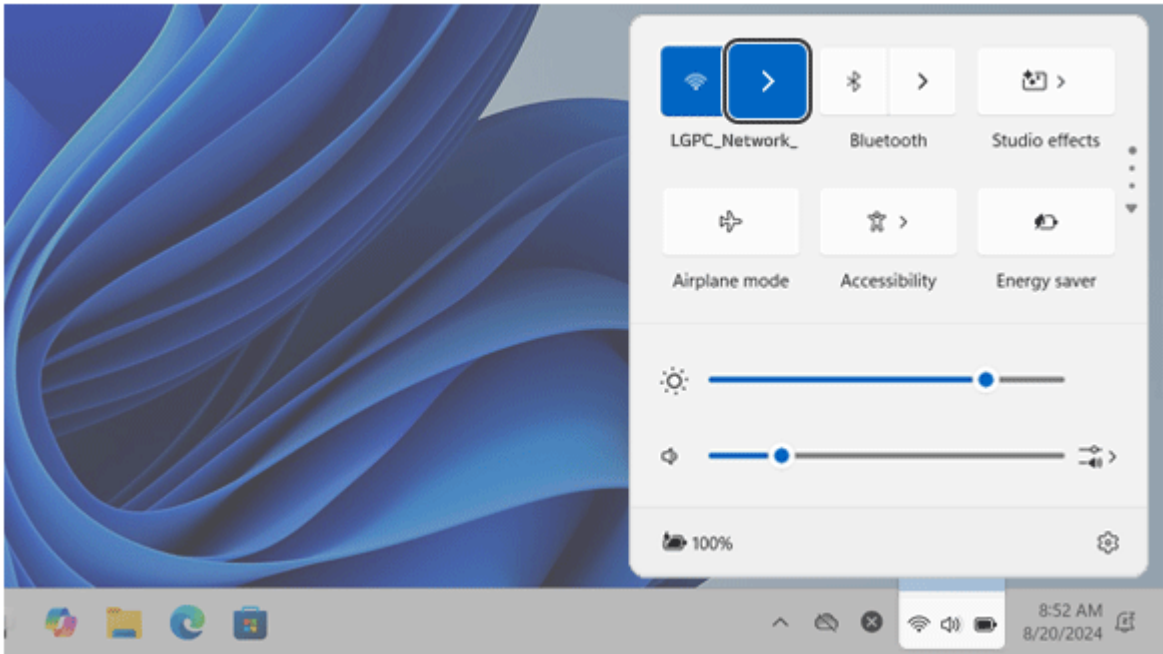 LGPC_Network_
Bluetooth
Studio effects
Airplane mode
Accessibility
Energy saver
100%
8:52 AM
8/20/2024